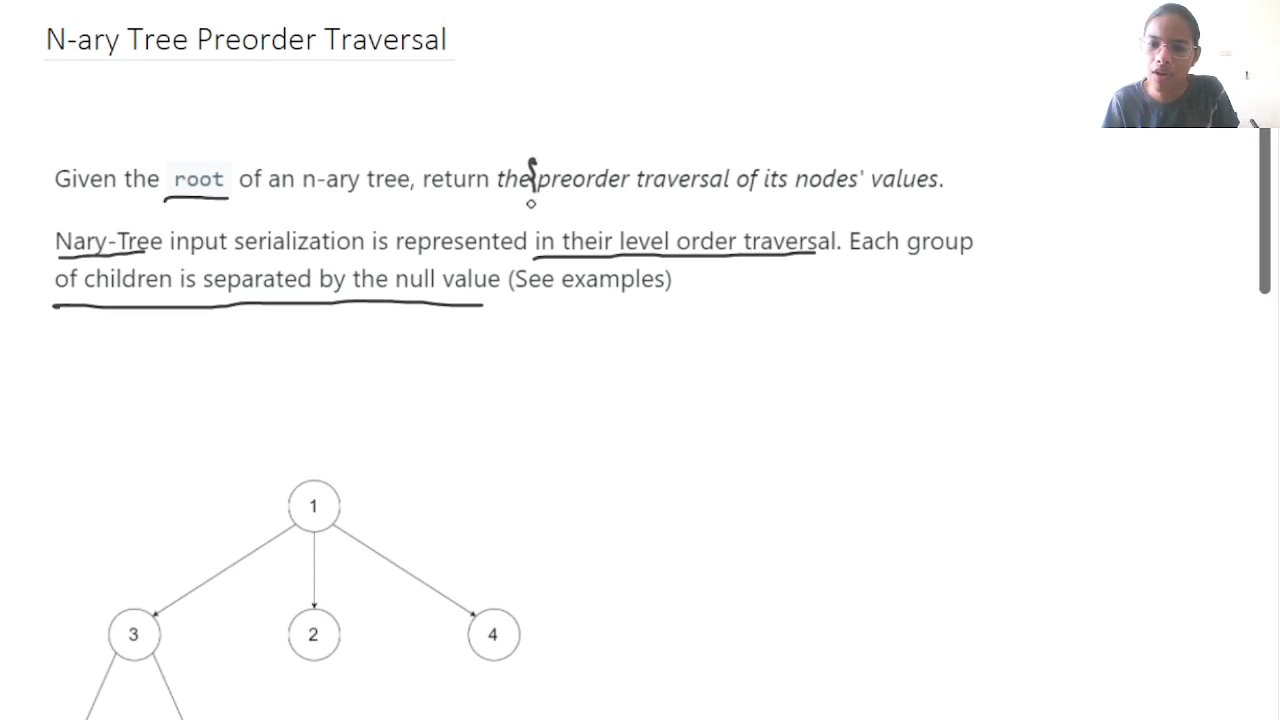 N-ary Tree Preorder Traversal
Given the root of an n-ary tree, return the preorder traversal of its nodes' values.
Nary-Tree input serialization is represented in their level order traversal. Each group
of children is separated by the null value (See examples)
1
3 2 4